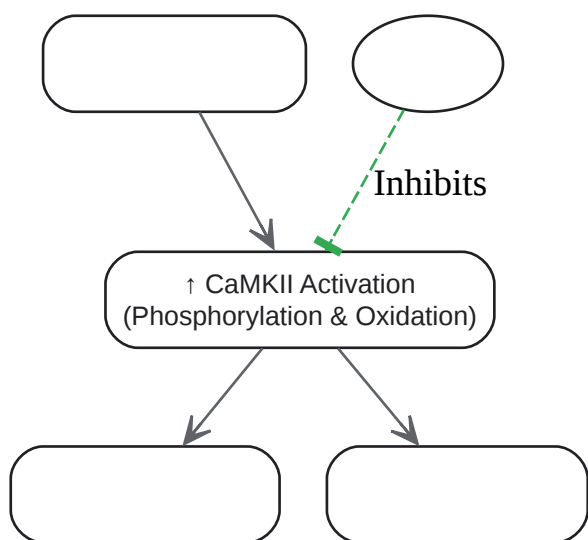 Inhibits
↑ CaMKII Activation
(Phosphorylation & Oxidation)